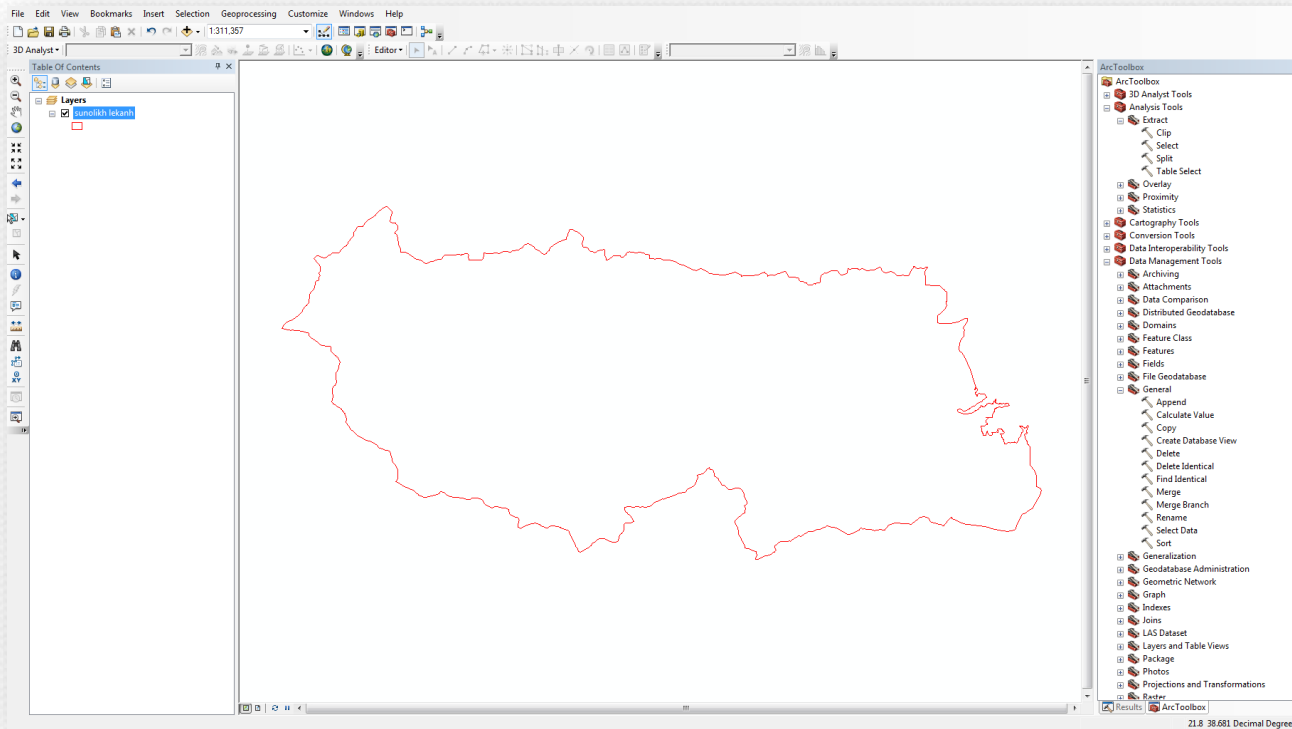 File Edit View Bookmarks Insert Selection Geoprocessing Customize Windows Help
1:311,357
3D Analyst Editor
Table Of Contents
Layers
sunolikh lekanh
ArcToolbox
ArcToolbox
3D Analyst Tools
Analysis Tools
Extract
Clip
Select
Split
Table Select
Overlay
Proximity
Statistics
Cartography Tools
Conversion Tools
Data Interoperability Tools
Data Management Tools
Archiving
Attachments
Data Comparison
Distributed Geodatabase
Domains
Feature Class
Features
Fields
File Geodatabase
General
Append
Calculate Value
Copy
Create Database View
Delete
Delete Identical
Find Identical
Merge
Merge Branch
Rename
Select Data
Sort
Generalization
Geodatabase Administration
Geometric Network
Graph
Indexes
Joins
LAS Dataset
Layers and Table Views
Package
Photos
Projections and Transformations
Raster
Results ArcToolbox
21.8 38.681 Decimal Degree